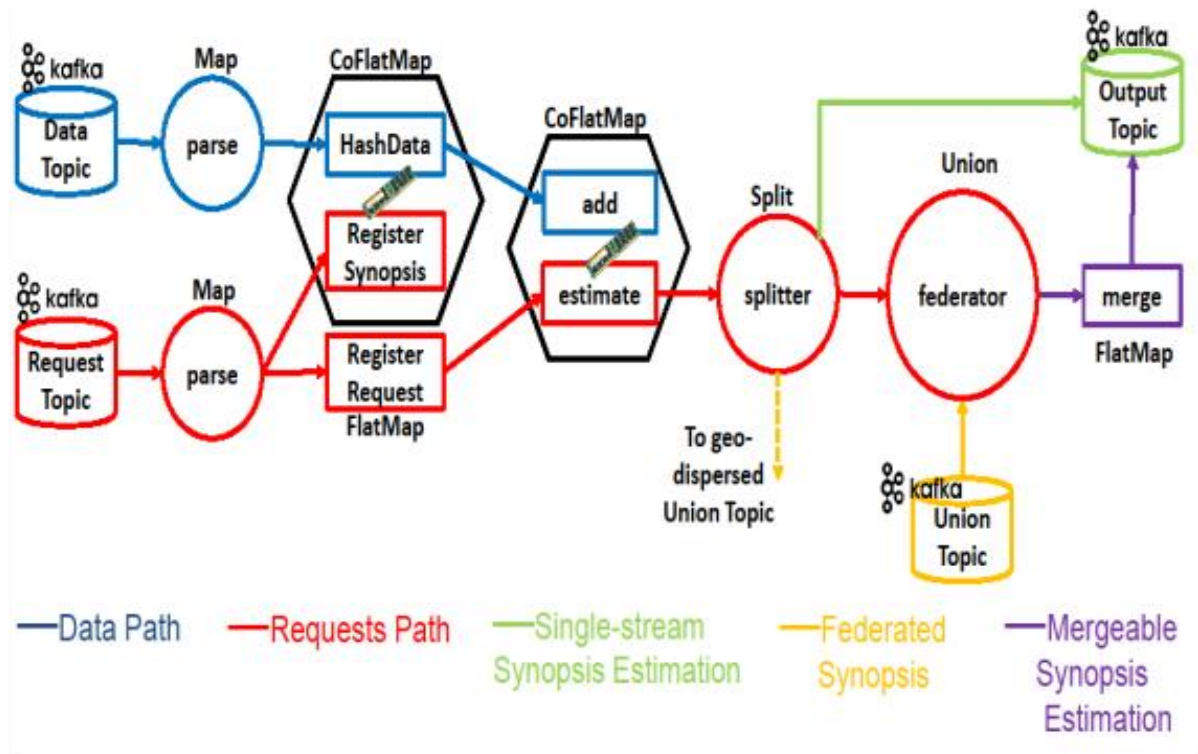 kafka
Data
Topic
Map
parse
CoFlatMap
HashData
Register
Synopsis
kafka
Request
Topic
Map
parse
Register
Request
FlatMap
CoFlatMap
add
estimate
Split
splitter
To geo-
dispersed
Union Topic
Union
federator
kafka
Union
Topic
kafka
Output
Topic
merge
FlatMap
Data Path
Requests Path
Single-stream
Synopsis Estimation
Federated
Synopsis
Mergeable
Synopsis
Estimation